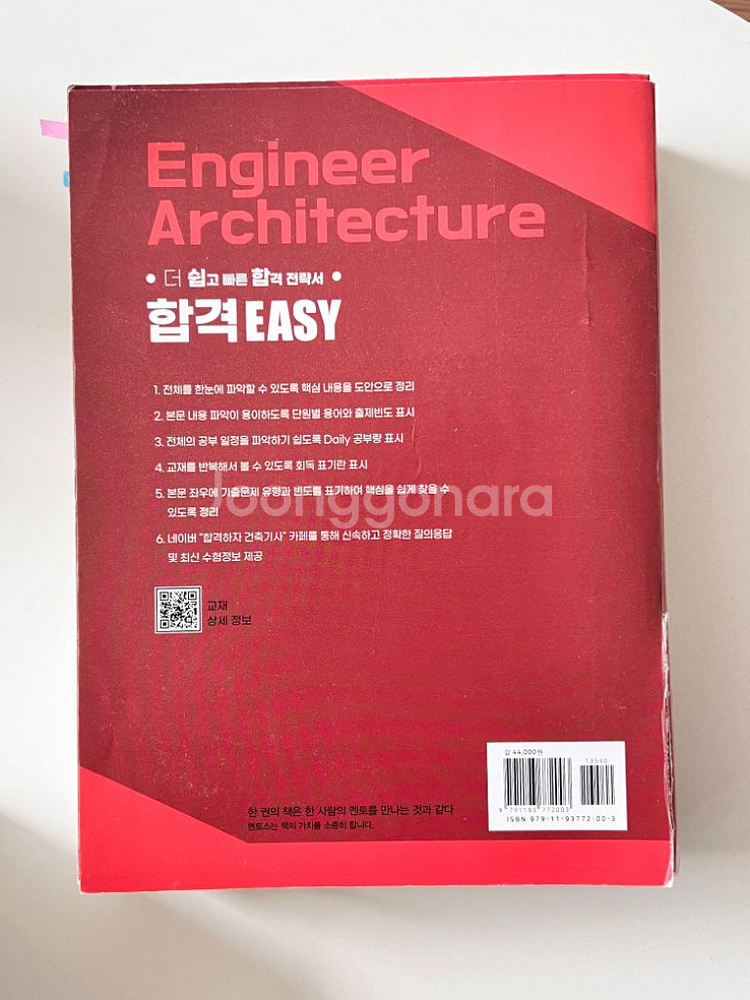 Engineer
Architecture
• 더 쉽고 빠른 합격 전략서 •
합격EASY
1. 전체를 한눈에 파악할 수 있도록 핵심 내용을 도안으로 정리
2. 본문 내용 파악이 용이하도록 단원별 용어와 출제빈도 표시
3. 전체의 공부 일정을 파악하기 쉽도록 Daily 공부량 표시
4. 교재를 반복해서 볼 수 있도록 회독 표기란 표시
5. 본문 좌우에 기출문제 유형과 빈도를 표기하여 핵심을 쉽게 찾을 수
있도록 정리
Joonggonara
6. 네이버 "합격하자 건축기사" 카페를 통해 신속하고 정확한 질의응답
및 최신 수험정보 제공
교재
상세 정보
값 44,000원
13540
9 791193 772003
ISBN 979-11-93772-00-3
한 권의 책은 한 사람의 멘토를 만나는 것과 같다
멘토스는 책의 가치를 소중히 합니다.